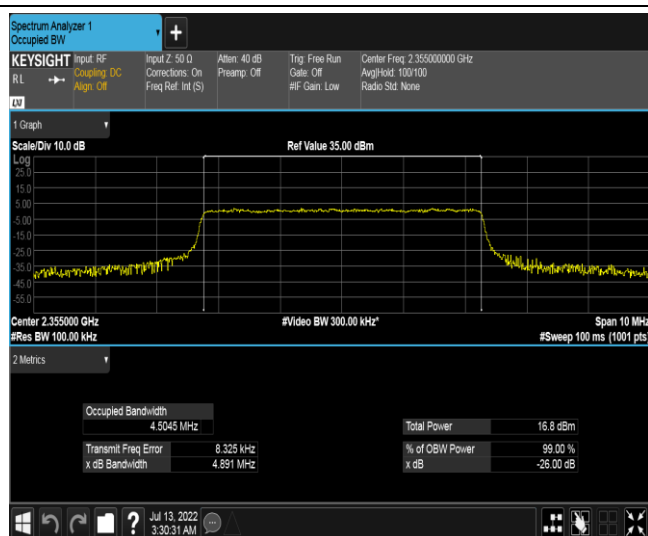 Spectrum Analyzer 1
Occupied BW
+
KEYSIGHT
RL
LXI
Input: RF
Coupling: DC
Align: Off
Input Z: 50 Ω
Corrections: On
Freq Ref: Int (S)
Atten: 40 dB
Preamp: Off
Trig: Free Run
Gate: Off
#IF Gain: Low
Center Freq: 2.355000000 GHz
Avg|Hold: 100/100
Radio Std: None
1 Graph
Scale/Div 10.0 dB
Ref Value 35.00 dBm
Log
25.0
15.0
5.00
-5.00
-15.0
-25.0
-35.0
-45.0
-55.0
Center 2.355000 GHz
#Video BW 300.00 kHz*
Span 10 MHz
#Res BW 100.00 kHz
#Sweep 100 ms (1001 pts)
2 Metrics
Occupied Bandwidth
4.5045 MHz
Total Power 16.8 dBm
Transmit Freq Error 8.325 kHz
% of OBW Power 99.00 %
x dB Bandwidth 4.891 MHz
x dB -26.00 dB
?
Jul 13, 2022
3:30:31 AM